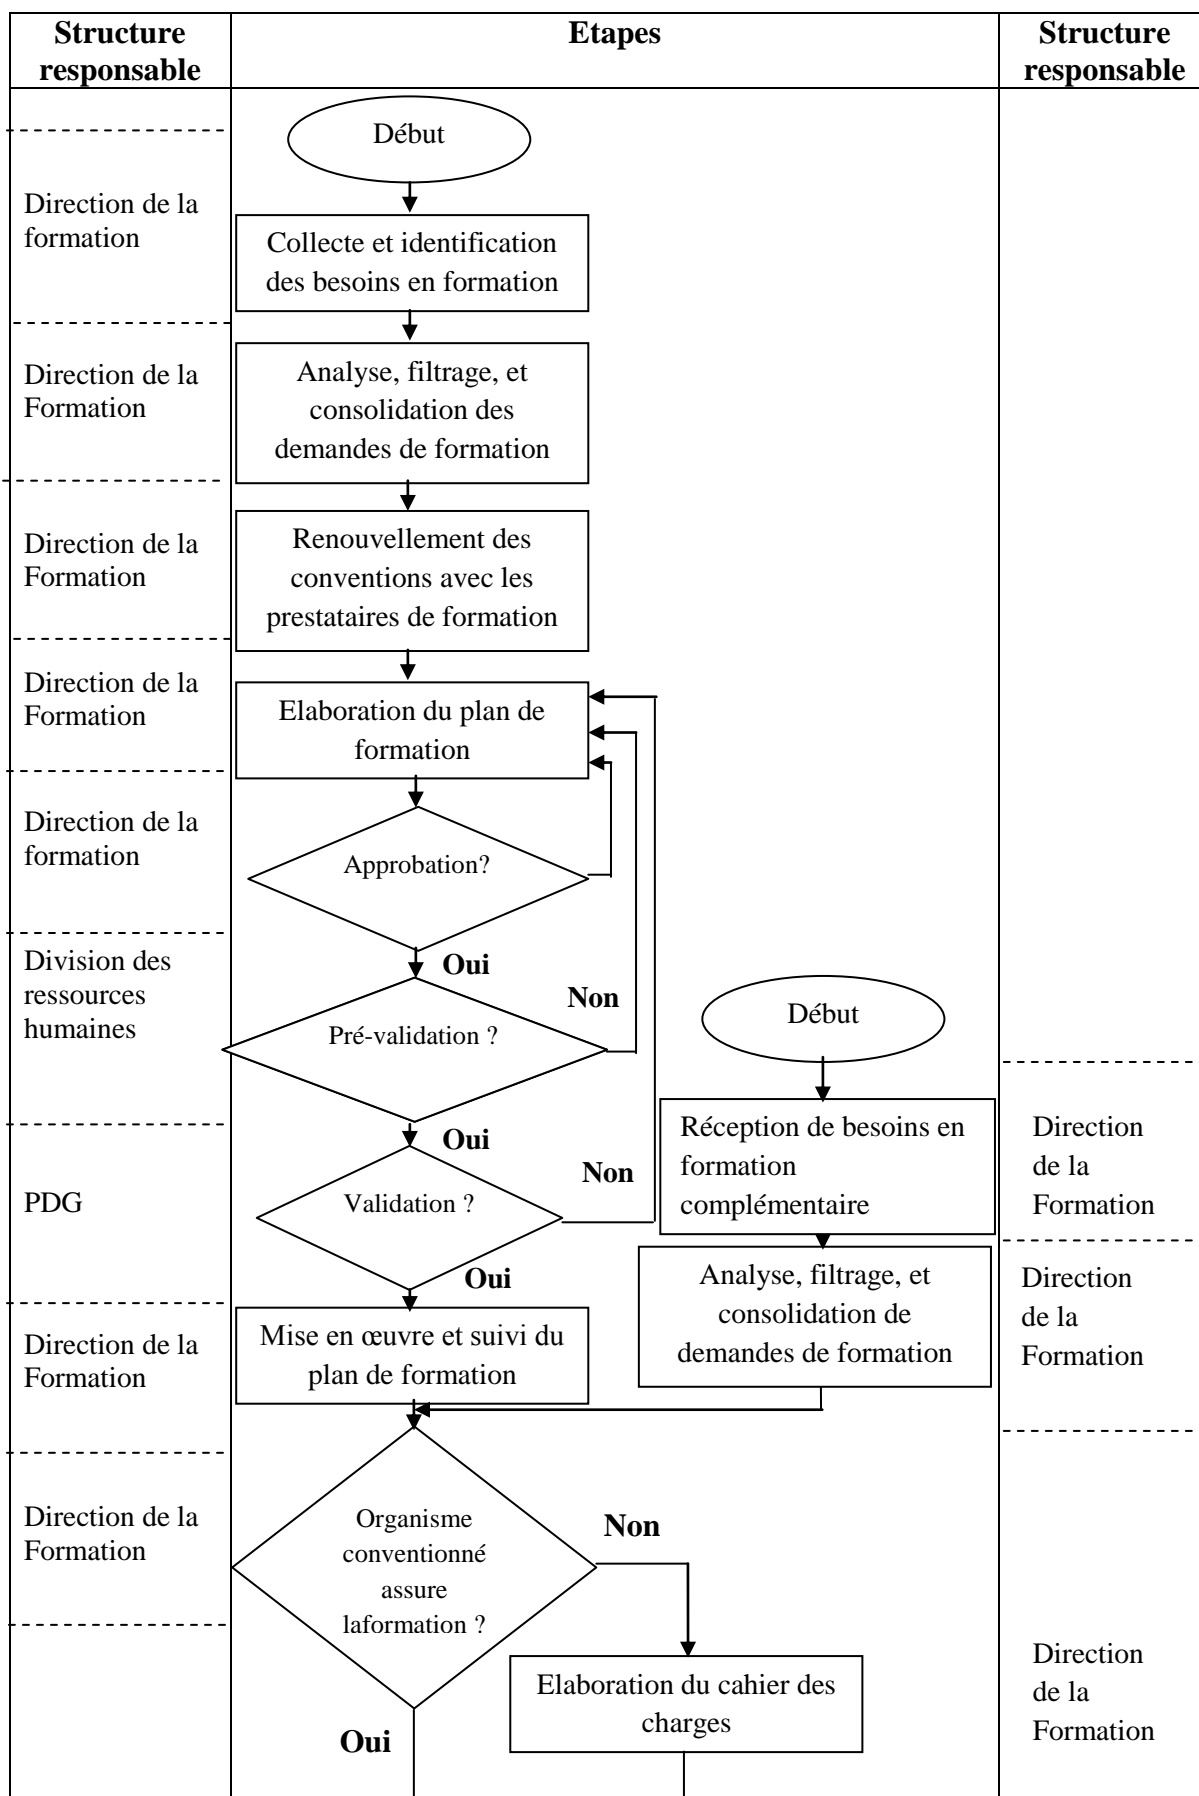 Structure
responsable
Etapes
Structure
responsable
Début
Direction de la
formation
Collecte et identification
des besoins en formation
Direction de la
Formation
Analyse, filtrage, et
consolidation des
demandes de formation
Direction de la
Formation
Renouvellement des
conventions avec les
prestataires de formation
Direction de la
Formation
Elaboration du plan de
formation
Direction de la
formation
Approbation?
Oui
Division des
ressources
humaines
Pré-validation ?
Non
Début
Oui
Réception de besoins en
formation
complémentaire
Direction
de la
Formation
PDG
Validation ?
Non
Oui
Analyse, filtrage, et
consolidation de
demandes de formation
Direction
de la
Formation
Direction de la
Formation
Mise en œuvre et suivi du
plan de formation
Direction de la
Formation
Organisme
conventionné
assure
laformation ?
Non
Elaboration du cahier des
charges
Direction
de la
Formation
Oui